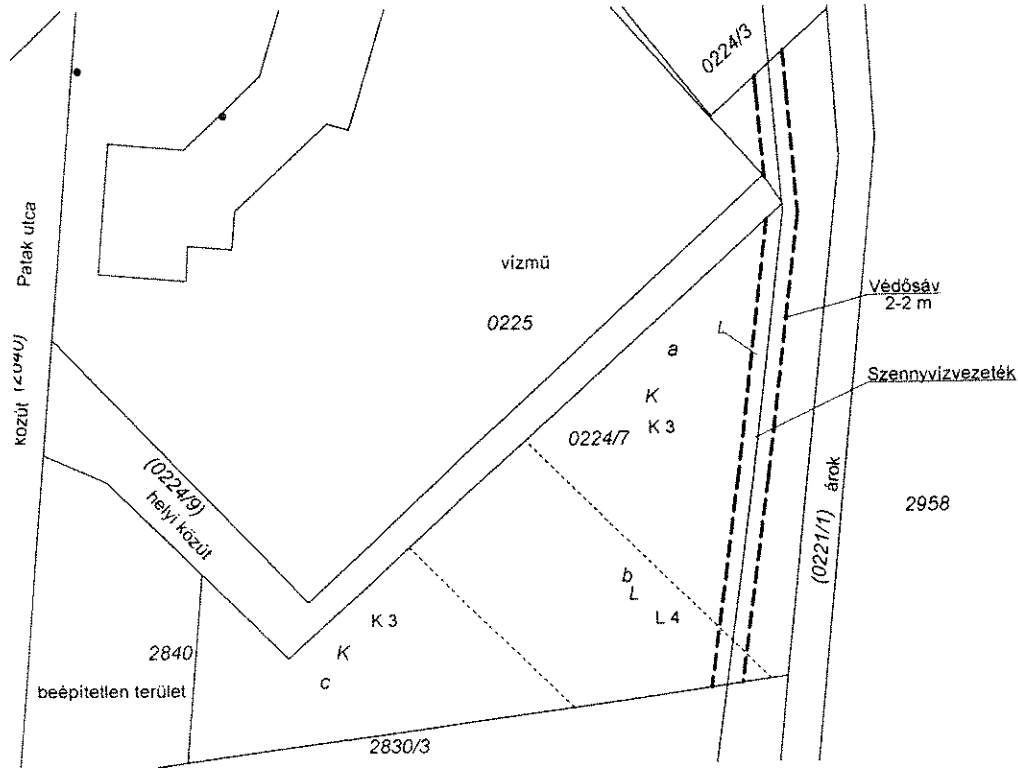 0224/3
Patak utca
vízmű
0225
Védősáv
2-2 m
a
K
K 3
Szennyvízvezeték
0224/7
közút
(0224/9)
helyi közút
(0221/1) árok
2958
b
L
L 4
K 3
K
c
2840
beépítetlen terület
2830/3